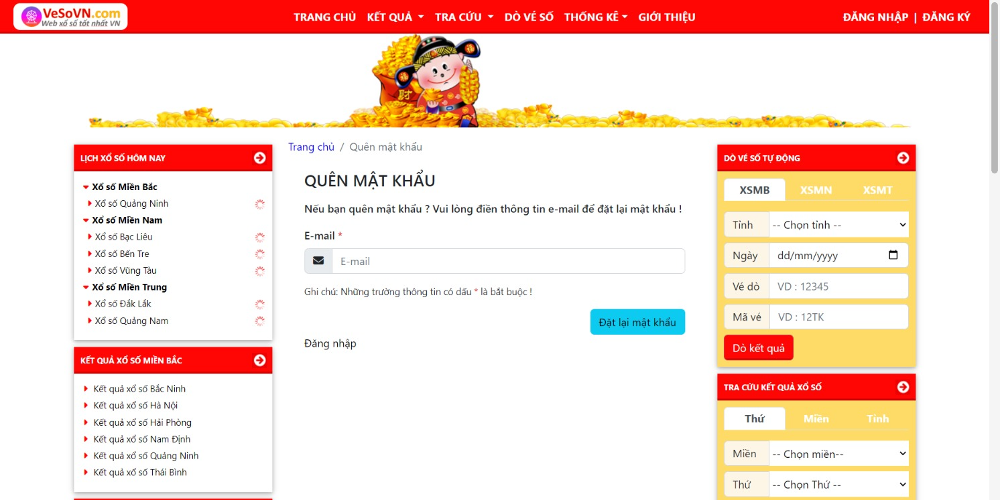 VeSoVN.com
Web xổ số tốt nhất VN
TRANG CHỦ KẾT QUẢ TRA CỨU DÒ VÉ SỐ THỐNG KÊ GIỚI THIỆU
ĐĂNG NHẬP | ĐĂNG KÝ
財
LỊCH XỔ SỐ HÔM NAY
Xổ số Miền Bắc
Xổ số Quảng Ninh
Xổ số Miền Nam
Xổ số Bạc Liêu
Xổ số Bến Tre
Xổ số Vũng Tàu
Xổ số Miền Trung
Xổ số Đắk Lắk
Xổ số Quảng Nam
KẾT QUẢ XỔ SỐ MIỀN BẮC
Kết quả xổ số Bắc Ninh
Kết quả xổ số Hà Nội
Kết quả xổ số Hải Phòng
Kết quả xổ số Nam Định
Kết quả xổ số Quảng Ninh
Kết quả xổ số Thái Bình
Trang chủ / Quên mật khẩu
QUÊN MẬT KHẨU
Nếu bạn quên mật khẩu ? Vui lòng điền thông tin e-mail để đặt lại mật khẩu !
E-mail *
E-mail
Ghi chú: Những trường thông tin có dấu * là bắt buộc !
Đặt lại mật khẩu
Đăng nhập
DÒ VÉ SỐ TỰ ĐỘNG
XSMB XSMN XSMT
Tỉnh -- Chọn tỉnh --
Ngày dd/mm/yyyy
Vé dò VD : 12345
Mã vé VD : 12TK
Dò kết quả
TRA CỨU KẾT QUẢ XỔ SỐ
Thứ Miền Tỉnh
Miền -- Chọn miền--
Thứ -- Chọn Thứ --